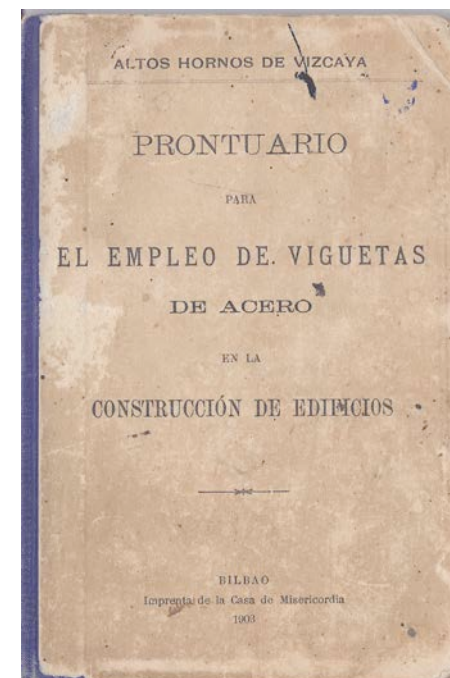 ALTOS HORNOS DE VIZCAYA
PRONTUARIO
PARA
EL EMPLEO DE VIGUETAS
DE ACERO
EN LA
CONSTRUCCIÓN DE EDIFICIOS
BILBAO
Imprenta de la Casa de Misericordia
1903